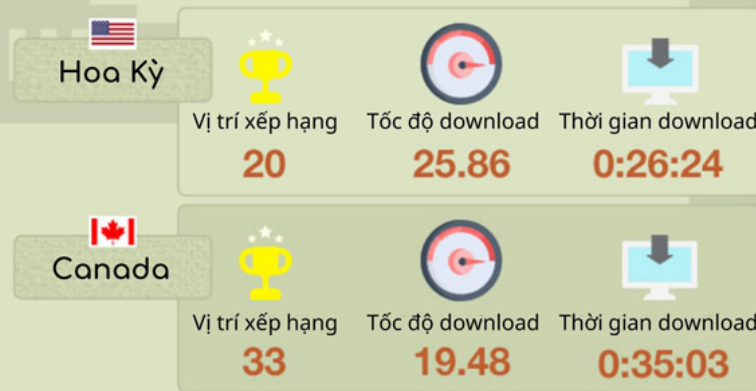 Hoa Kỳ
Vị trí xếp hạng Tốc độ download Thời gian download
20 25.86 0:26:24
Canada
Vị trí xếp hạng Tốc độ download Thời gian download
33 19.48 0:35:03